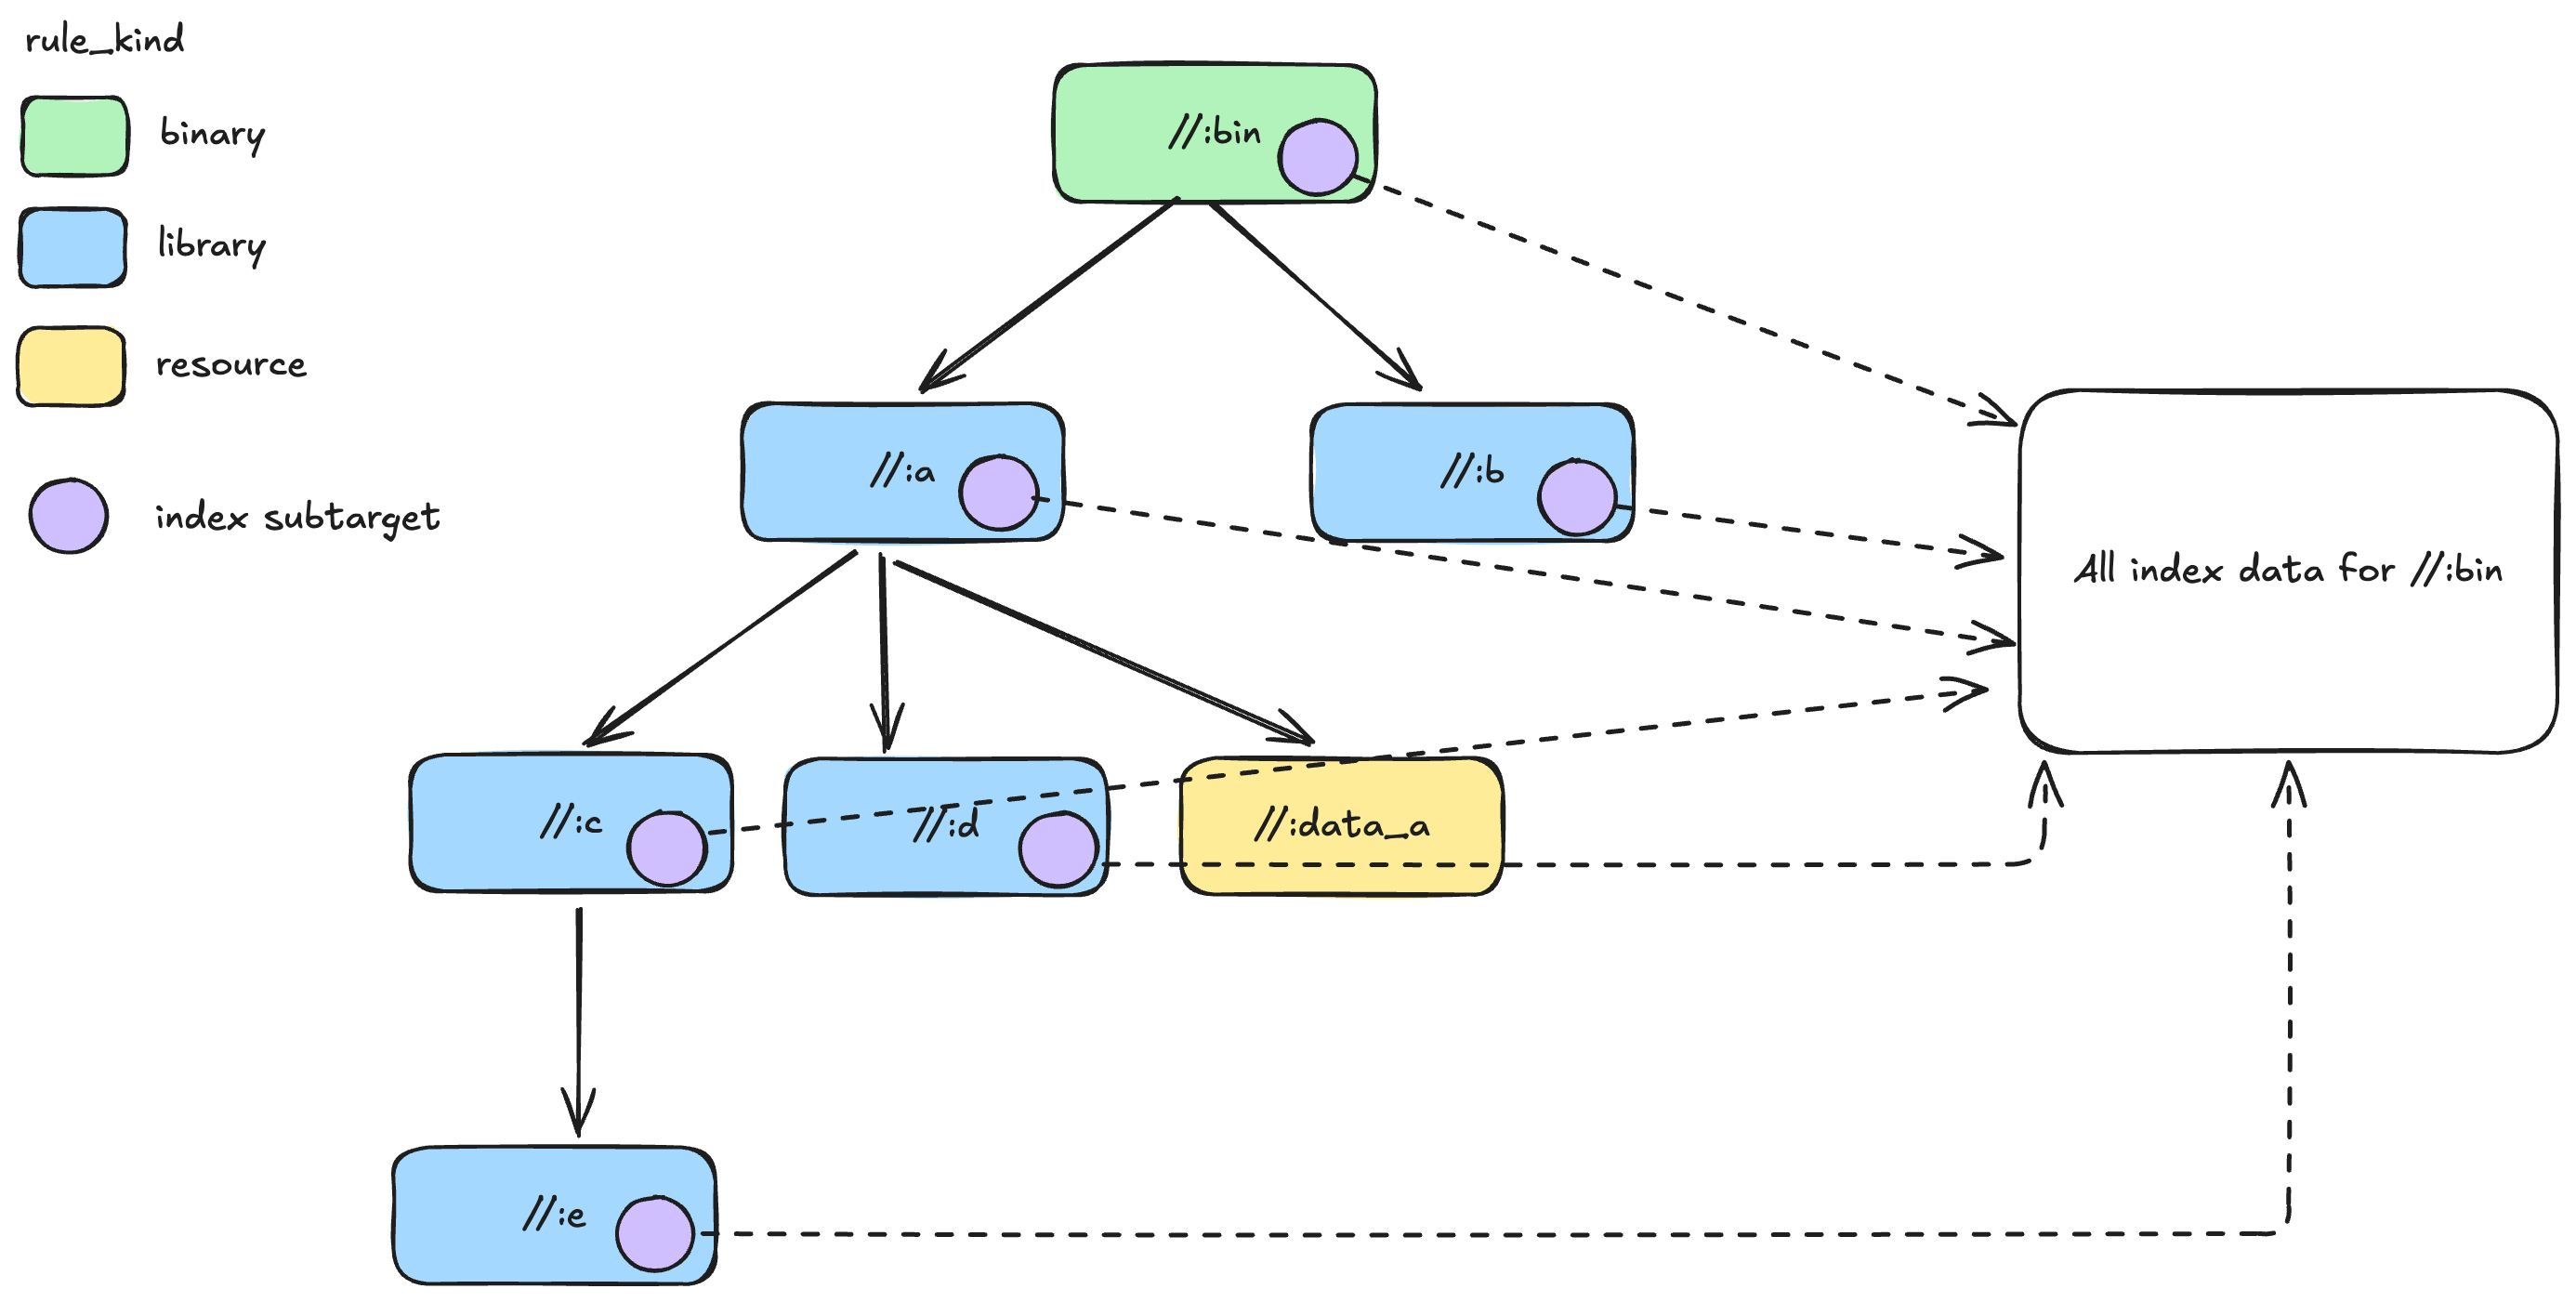 rule_kind
binary
library
resource
index subtarget
//:bin
//:a
//:b
All index data for //:bin
//:c
//:d
//:data_a
//:e